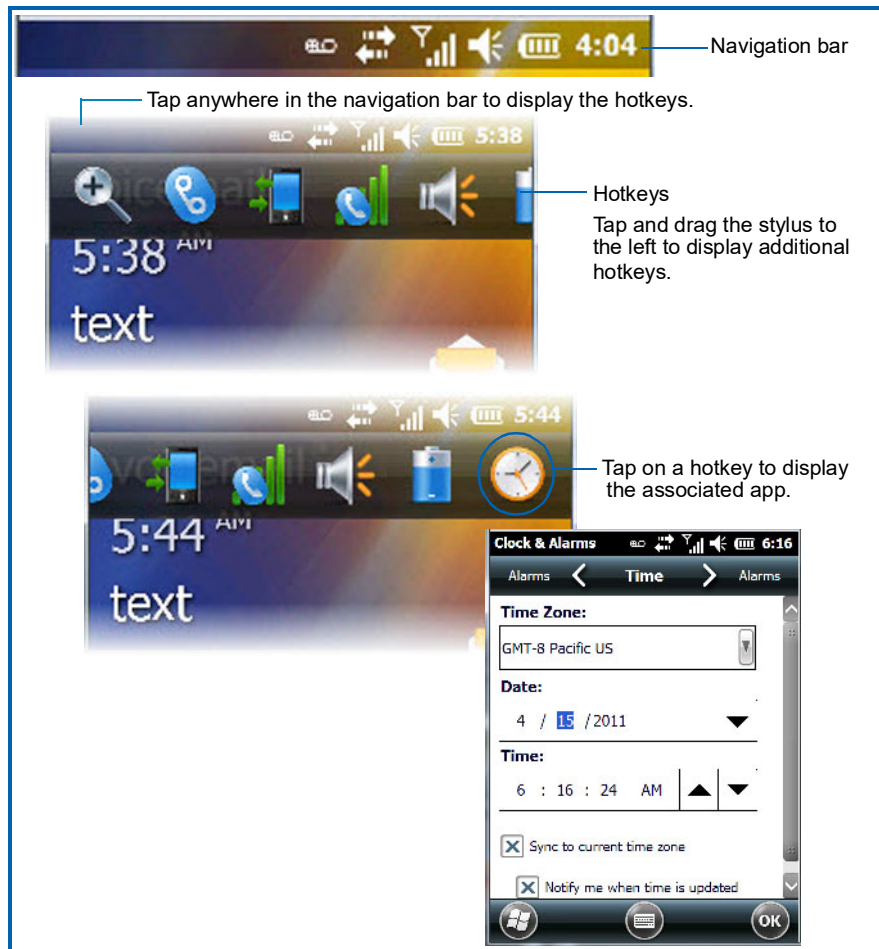 4:04
Navigation bar
Tap anywhere in the navigation bar to display the hotkeys.
5:38
Hotkeys
Tap and drag the stylus to
the left to display additional
hotkeys.
5:38 AM
text
5:44
Tap on a hotkey to display
the associated app.
5:44 AM
text
Clock & Alarms 6:16
Alarms Time Alarms
Time Zone:
GMT-8 Pacific US
Date:
4 / 15 / 2011
Time:
6 : 16 : 24 AM
Sync to current time zone
Notify me when time is updated
OK